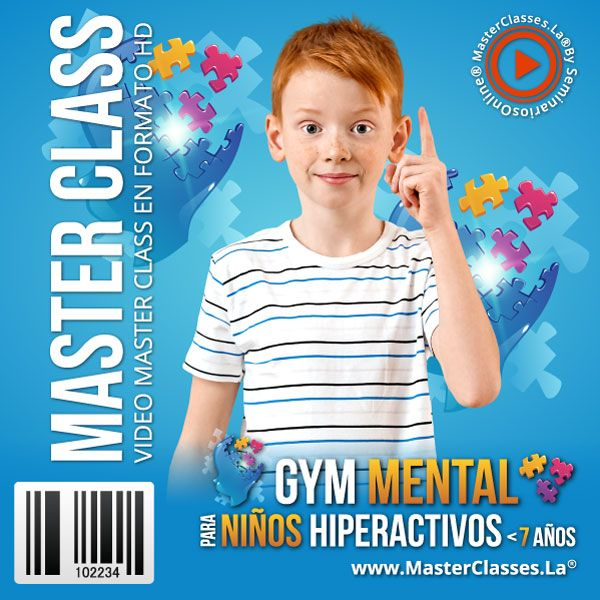 MASTER CLASS
VIDEO MASTER CLASS EN FORMATO HD
MasterClasses.La® By SeminariosOnline®
GYM MENTAL
PARA NIÑOS HIPERACTIVOS < 7 AÑOS
www.MasterClasses.La®
102234